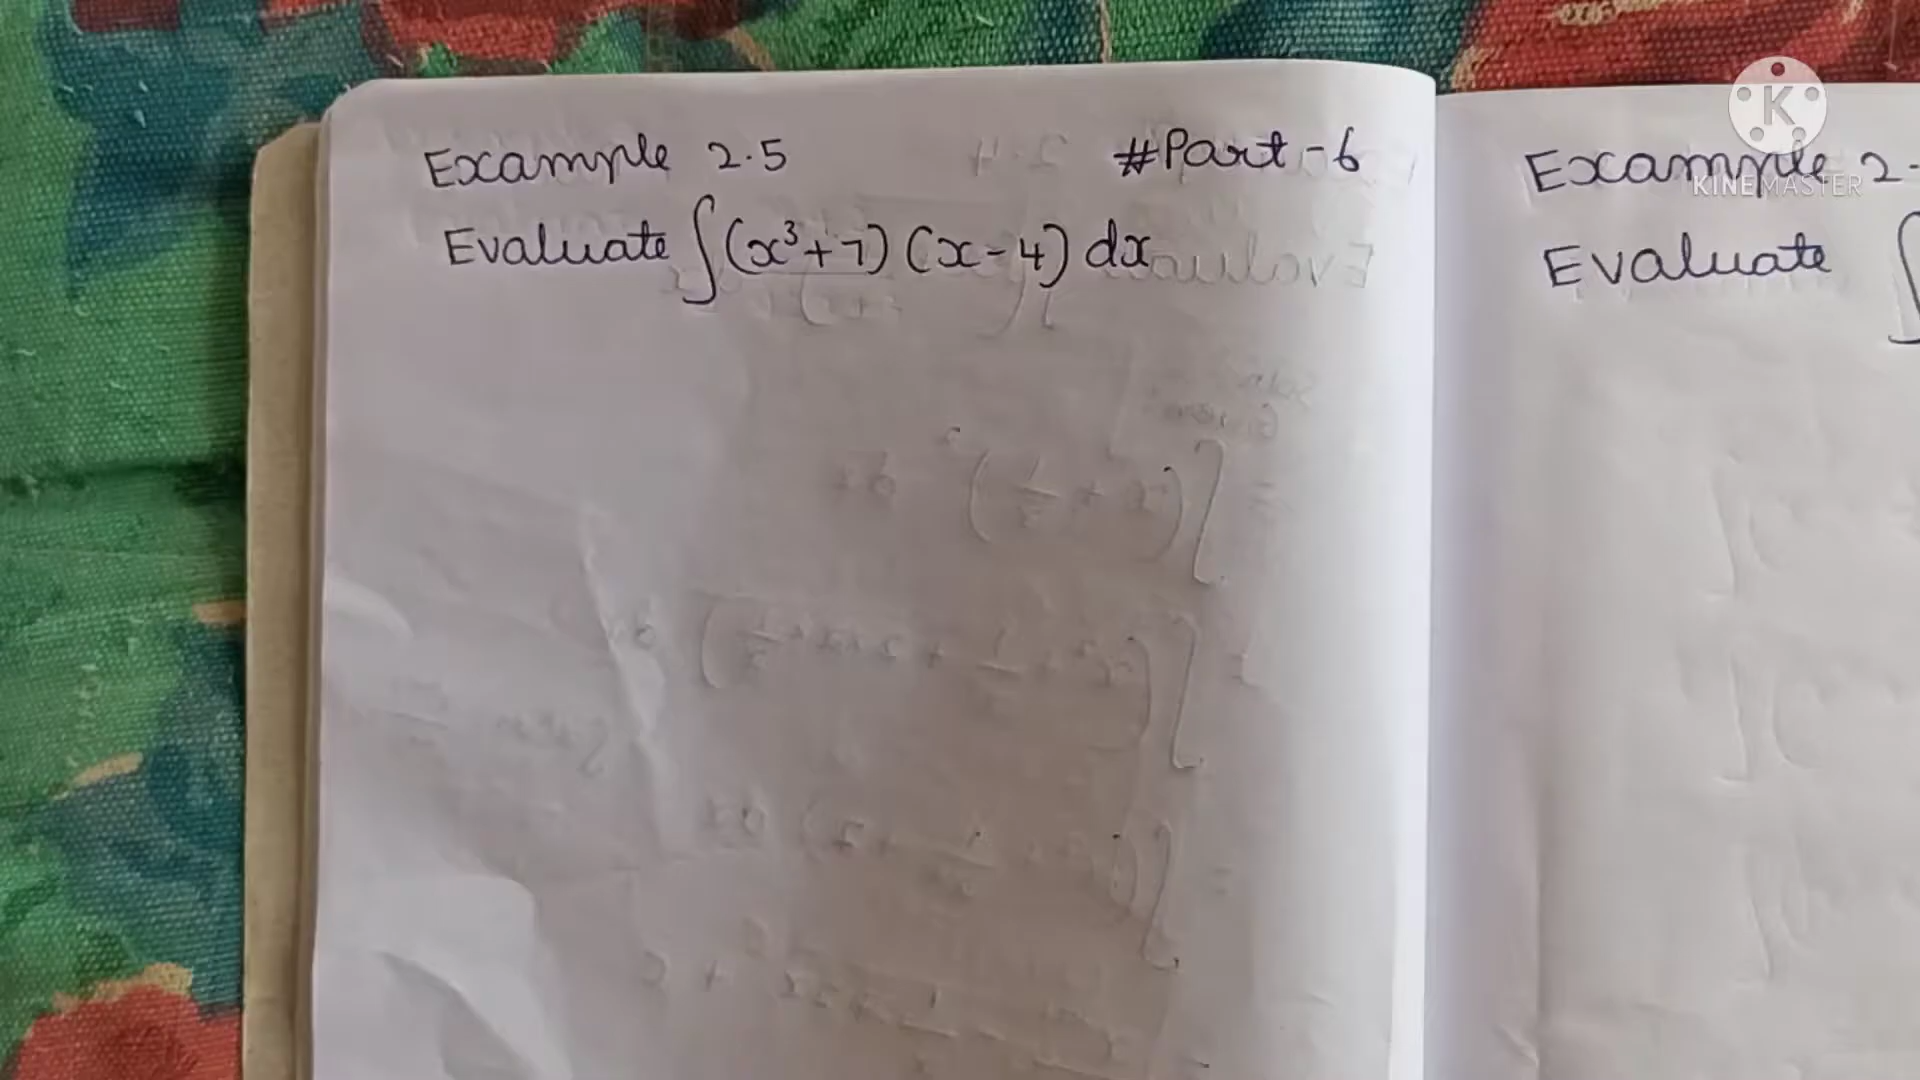 Example 2.5 #Part-6
Evaluate ∫(x³+7)(x-4) dx
Example 2.
Evaluate ∫
K
KINEMASTER